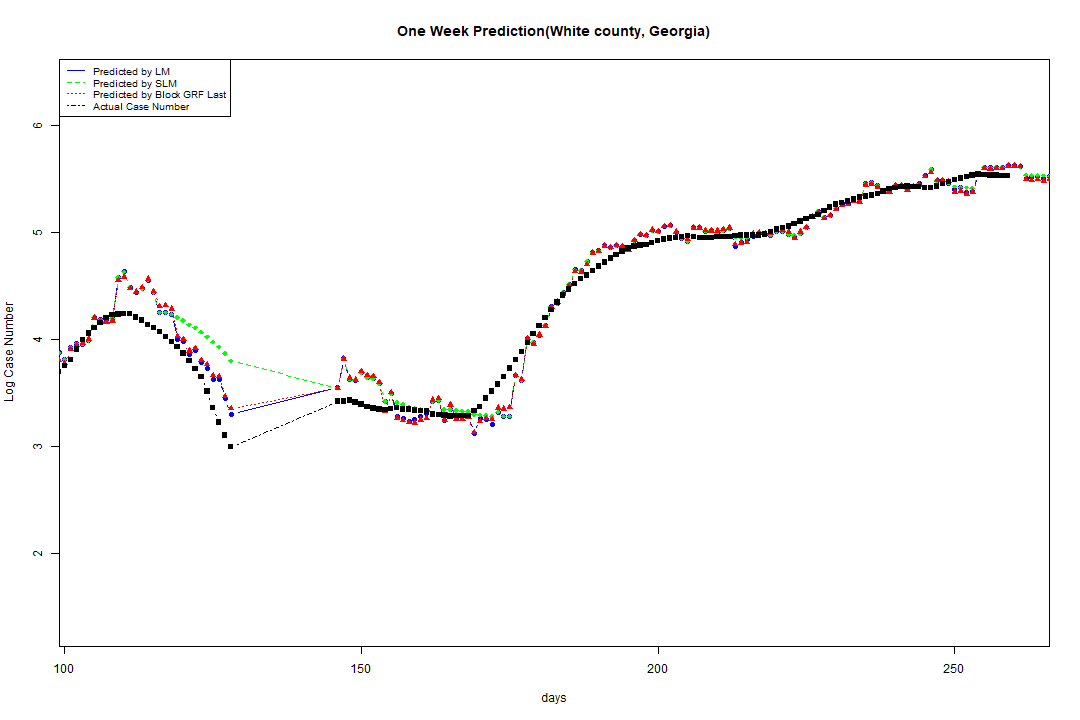 One Week Prediction(White county, Georgia)
Predicted by LM
Predicted by SLM
Predicted by Block GRF Last
Actual Case Number
6
5
4
3
2
Log Case Number
100 150 200 250
days